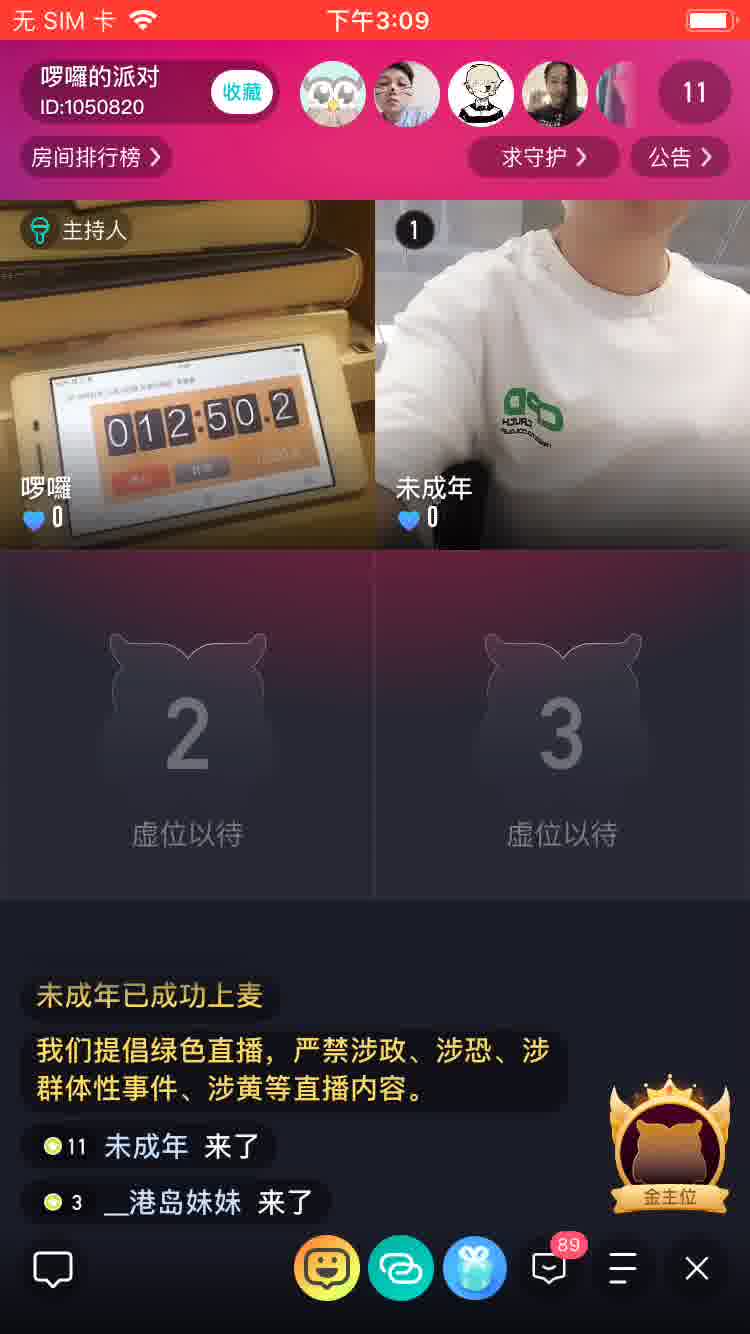 无 SIM 卡
下午3:09
啰囉的派对
ID:1050820
收藏
11
房间排行榜
求守护
公告
主持人
1
012:50.2
啰囉
0
未成年
0
2
3
虚位以待
虚位以待
未成年已成功上麦
我们提倡绿色直播，严禁涉政、涉恐、涉
群体性事件、涉黄等直播内容。
11 未成年 来了
3 __港岛妹妹 来了
金主位
89